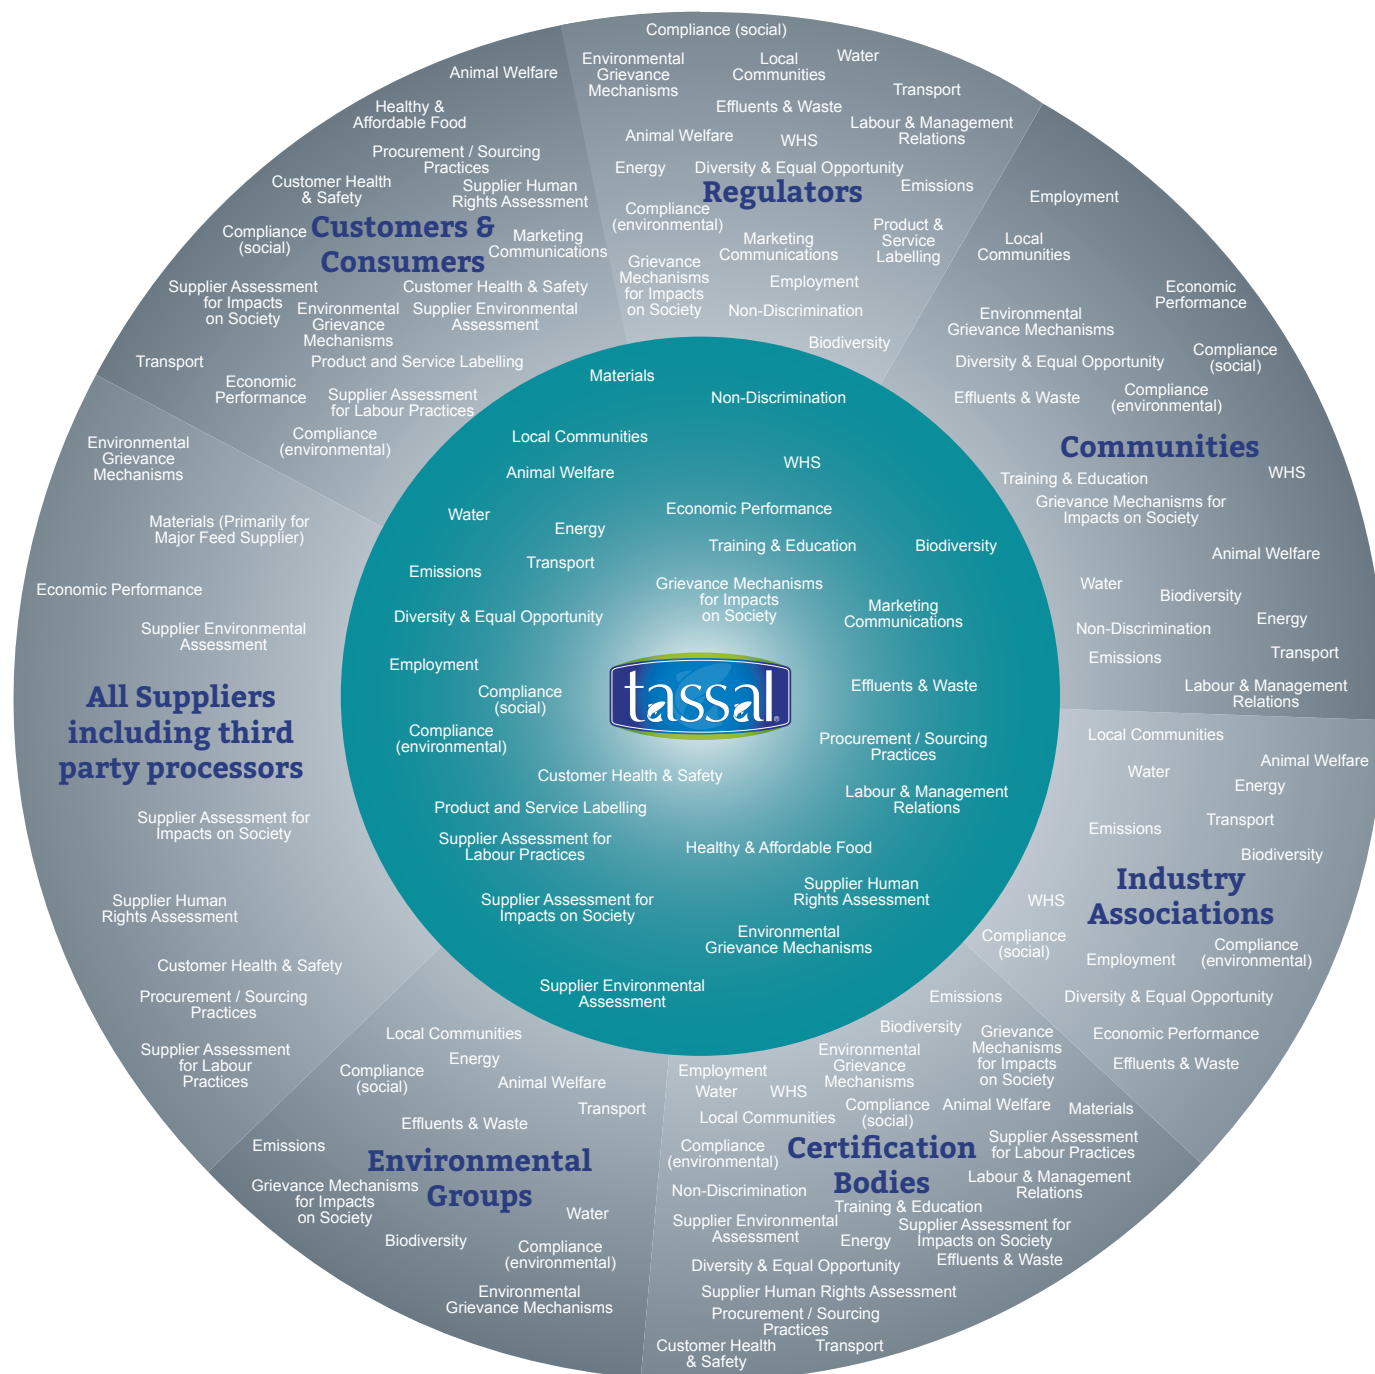 Compliance (social)
Environmental
Grievance
Mechanisms
Local
Communities
Water
Transport
Effluents & Waste
Animal Welfare
WHS
Labour & Management
Relations
Energy
Diversity & Equal Opportunity
Regulators
Emissions
Compliance
(environmental)
Marketing
Communications
Product &
Service
Labelling
Grievance
Mechanisms
for Impacts
on Society
Employment
Non-Discrimination
Biodiversity
Employment
Local
Communities
Economic
Performance
Environmental
Grievance Mechanisms
Diversity & Equal Opportunity
Compliance
(social)
Effluents & Waste
Compliance
(environmental)
Communities
Training & Education
WHS
Grievance Mechanisms for
Impacts on Society
Animal Welfare
Water
Biodiversity
Energy
Non-Discrimination
Emissions
Transport
Labour & Management
Relations
Local Communities
Animal Welfare
Water
Energy
Emissions
Transport
Biodiversity
Industry
Associations
WHS
Compliance
(social)
Employment
Compliance
(environmental)
Diversity & Equal Opportunity
Economic Performance
Effluents & Waste
Emissions
Biodiversity
Grievance
Mechanisms
for Impacts
on Society
Environmental
Grievance
Mechanisms
Employment
Water
WHS
Local Communities
Compliance
(social)
Animal Welfare
Materials
Compliance
(environmental)
Certification
Bodies
Supplier Assessment
for Labour Practices
Non-Discrimination
Labour & Management
Relations
Training & Education
Supplier Environmental
Assessment
Energy
Supplier Assessment for
Impacts on Society
Effluents & Waste
Diversity & Equal Opportunity
Supplier Human Rights Assessment
Procurement / Sourcing
Practices
Customer Health
& Safety
Transport
Local Communities
Energy
Compliance
(social)
Animal Welfare
Transport
Effluents & Waste
Emissions
Environmental
Groups
Grievance Mechanisms
for Impacts
on Society
Water
Biodiversity
Compliance
(environmental)
Environmental
Grievance Mechanisms
Environmental
Grievance
Mechanisms
Materials (Primarily for
Major Feed Supplier)
Economic Performance
Supplier Environmental
Assessment
All Suppliers
including third
party processors
Supplier Assessment for
Impacts on Society
Supplier Human
Rights Assessment
Customer Health & Safety
Procurement / Sourcing
Practices
Supplier Assessment
for Labour
Practices
Animal Welfare
Healthy &
Affordable Food
Procurement / Sourcing
Practices
Customer Health
& Safety
Supplier Human
Rights Assessment
Compliance
(social)
Customers &
Consumers
Marketing
Communications
Supplier Assessment
for Impacts
on Society
Customer Health & Safety
Environmental
Grievance
Mechanisms
Supplier Environmental
Assessment
Transport
Product and Service Labelling
Economic
Performance
Supplier Assessment
for Labour Practices
Compliance
(environmental)
Materials
Non-Discrimination
Local Communities
Animal Welfare
WHS
Water
Energy
Economic Performance
Training & Education
Biodiversity
Emissions
Transport
Grievance Mechanisms
for Impacts
on Society
Marketing
Communications
Diversity & Equal Opportunity
Employment
Compliance
(social)
tassal
®
Effluents & Waste
Compliance
(environmental)
Procurement / Sourcing
Practices
Customer Health & Safety
Labour & Management
Relations
Product and Service Labelling
Supplier Assessment for
Labour Practices
Healthy & Affordable Food
Supplier Human
Rights Assessment
Supplier Assessment for
Impacts on Society
Environmental
Grievance Mechanisms
Supplier Environmental
Assessment